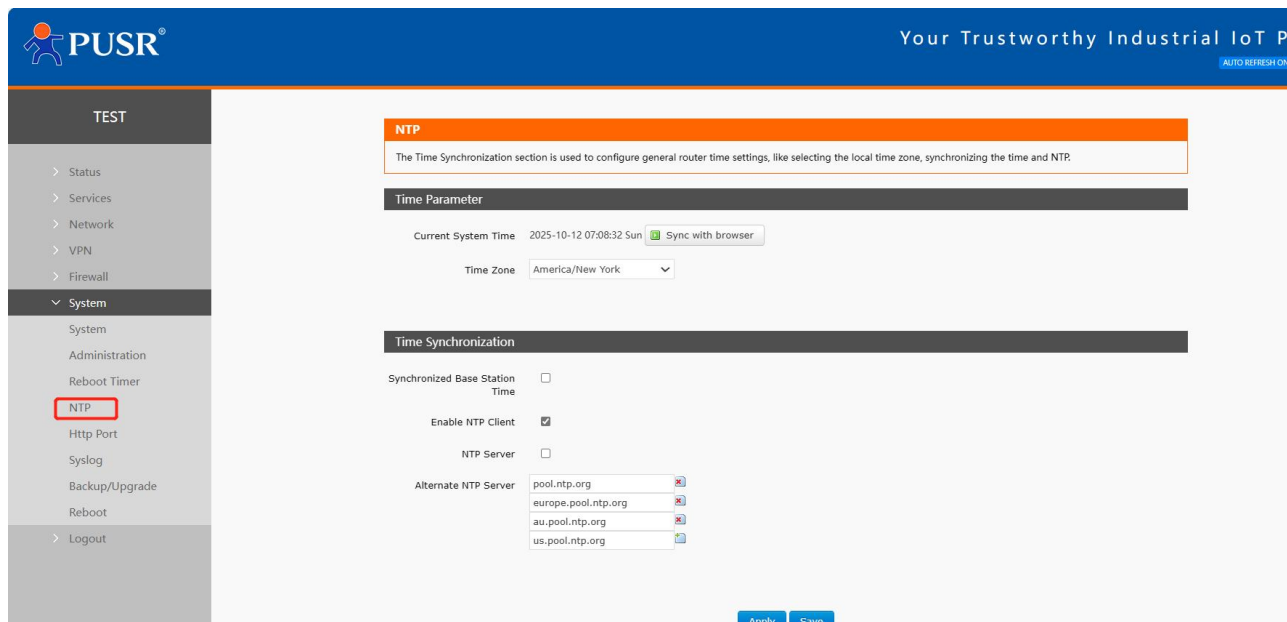 PUSR®
Your Trustworthy Industrial IoT P
AUTO REFRESH ON
TEST
Status
Services
Network
VPN
Firewall
System
System
Administration
Reboot Timer
NTP
Http Port
Syslog
Backup/Upgrade
Reboot
Logout
NTP
The Time Synchronization section is used to configure general router time settings, like selecting the local time zone, synchronizing the time and NTP.
Time Parameter
Current System Time 2025-10-12 07:08:32 Sun Sync with browser
Time Zone America/New York
Time Synchronization
Synchronized Base Station
Time
Enable NTP Client
NTP Server
Alternate NTP Server pool.ntp.org
europe.pool.ntp.org
au.pool.ntp.org
us.pool.ntp.org
Apply Save